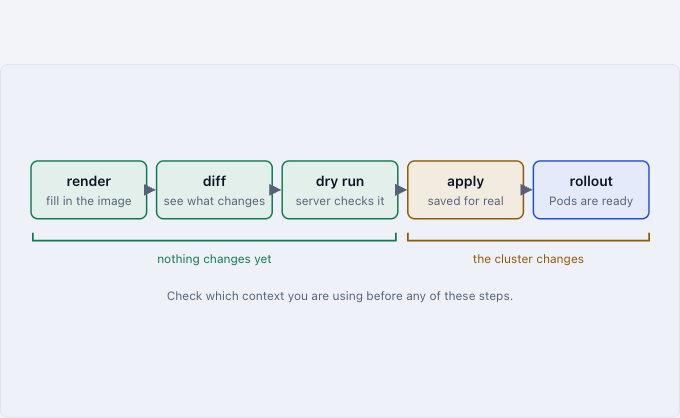 render
fill in the image
diff
see what changes
dry run
server checks it
apply
saved for real
rollout
Pods are ready
nothing changes yet
the cluster changes
Check which context you are using before any of these steps.